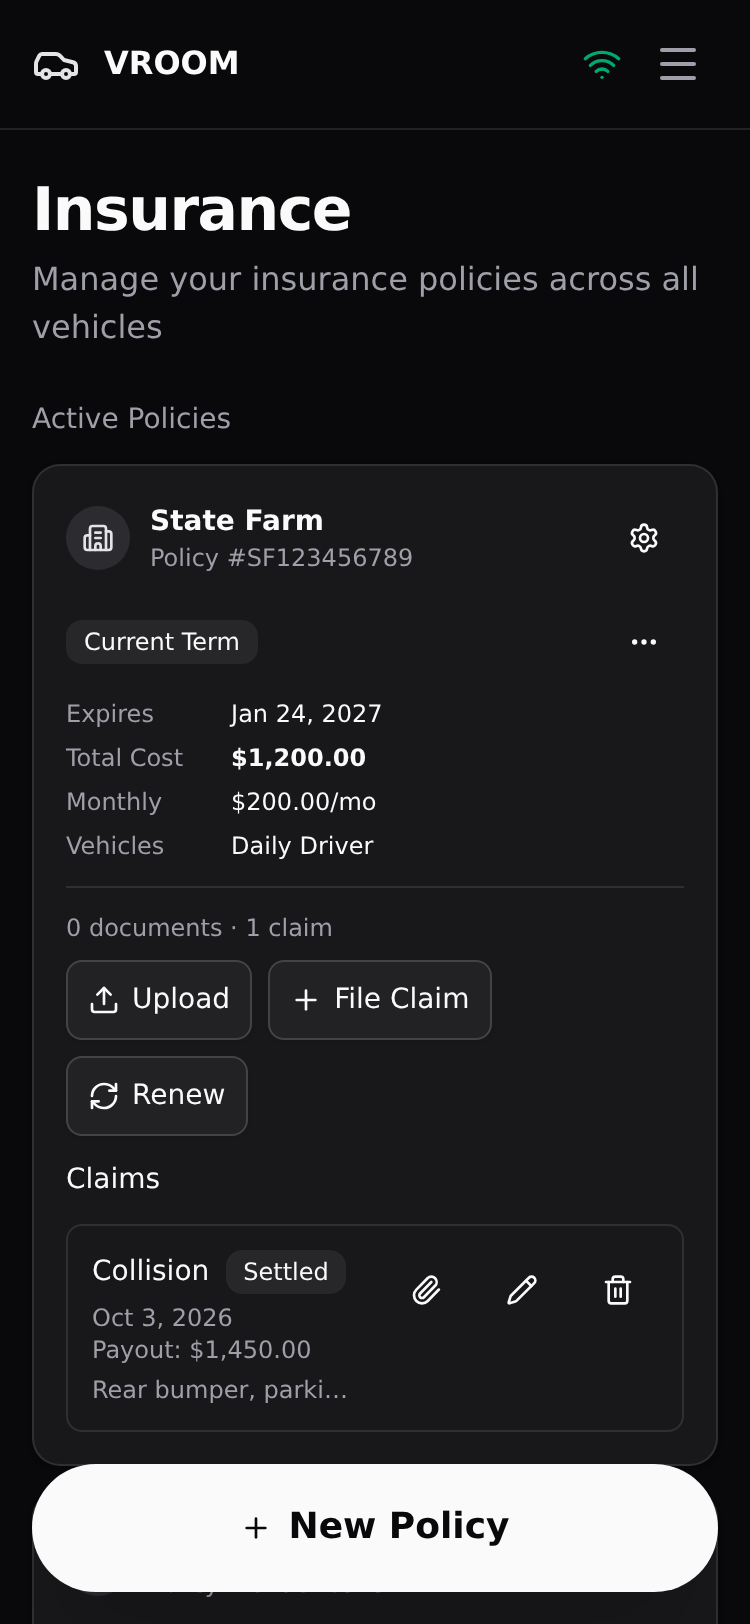 VROOM
Insurance
Manage your insurance policies across all
vehicles
Active Policies
State Farm
Policy #SF123456789
Current Term
Expires Jan 24, 2027
Total Cost $1,200.00
Monthly $200.00/mo
Vehicles Daily Driver
0 documents · 1 claim
Upload
File Claim
Renew
Claims
Collision Settled
Oct 3, 2026
Payout: $1,450.00
Rear bumper, parki...
New Policy